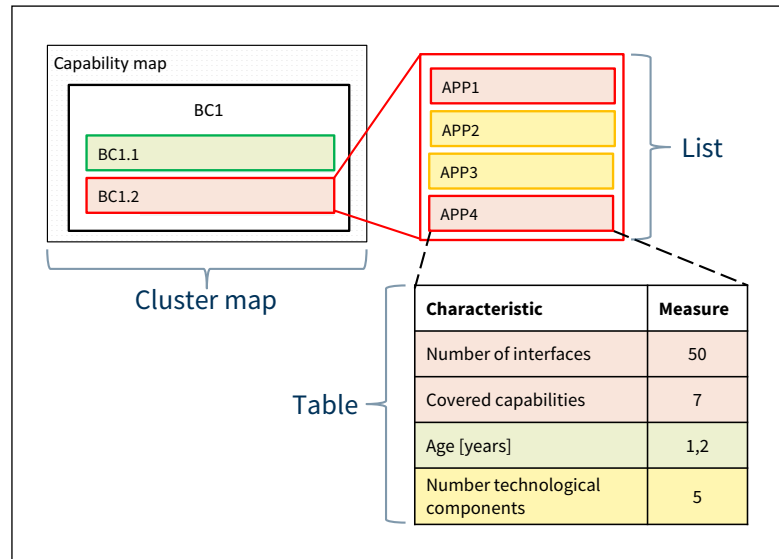 Capability map
BC1
BC1.1
BC1.2
Cluster map
APP1
APP2
APP3
APP4
List
Table
Characteristic Measure
Number of interfaces 50
Covered capabilities 7
Age [years] 1,2
Number technological
components 5